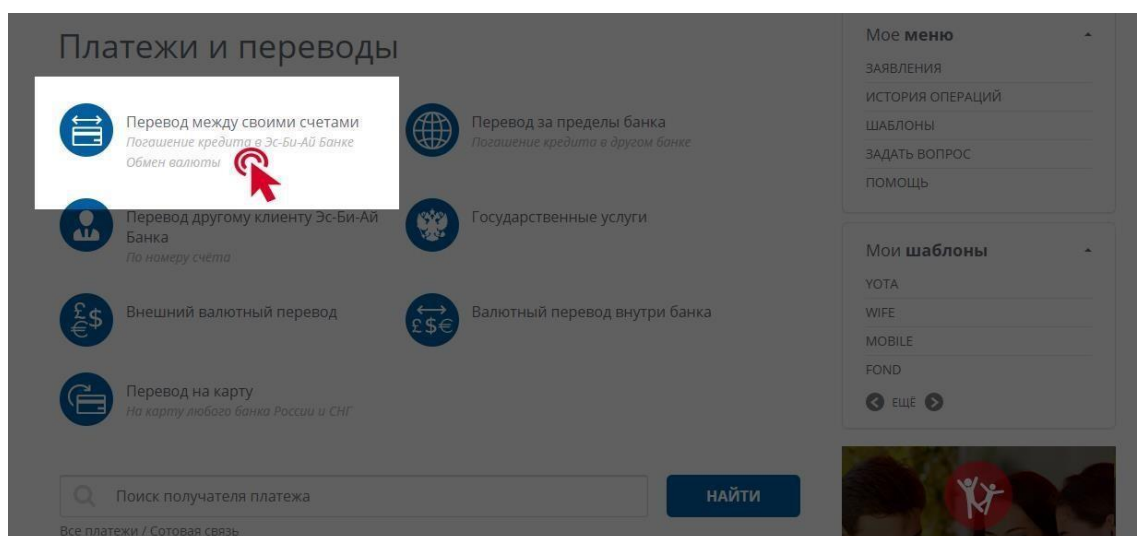 Платежи и переводы
Перевод между своими счетами
Погашение кредита в Эс-Би-Ай Банке
Обмен валюты
Перевод за пределы банка
Погашение кредита в другом банке
Перевод другому клиенту Эс-Би-Ай
Банка
По номеру счёта
Государственные услуги
Внешний валютный перевод
Валютный перевод внутри банка
Перевод на карту
На карту любого банка России и СНГ
Поиск получателя платежа
НАЙТИ
Все платежи / Сотовая связь
Мое меню
ЗАЯВЛЕНИЯ
ИСТОРИЯ ОПЕРАЦИЙ
ШАБЛОНЫ
ЗАДАТЬ ВОПРОС
ПОМОЩЬ
Мои шаблоны
YOTA
WIFE
MOBILE
FOND
ЕЩЁ